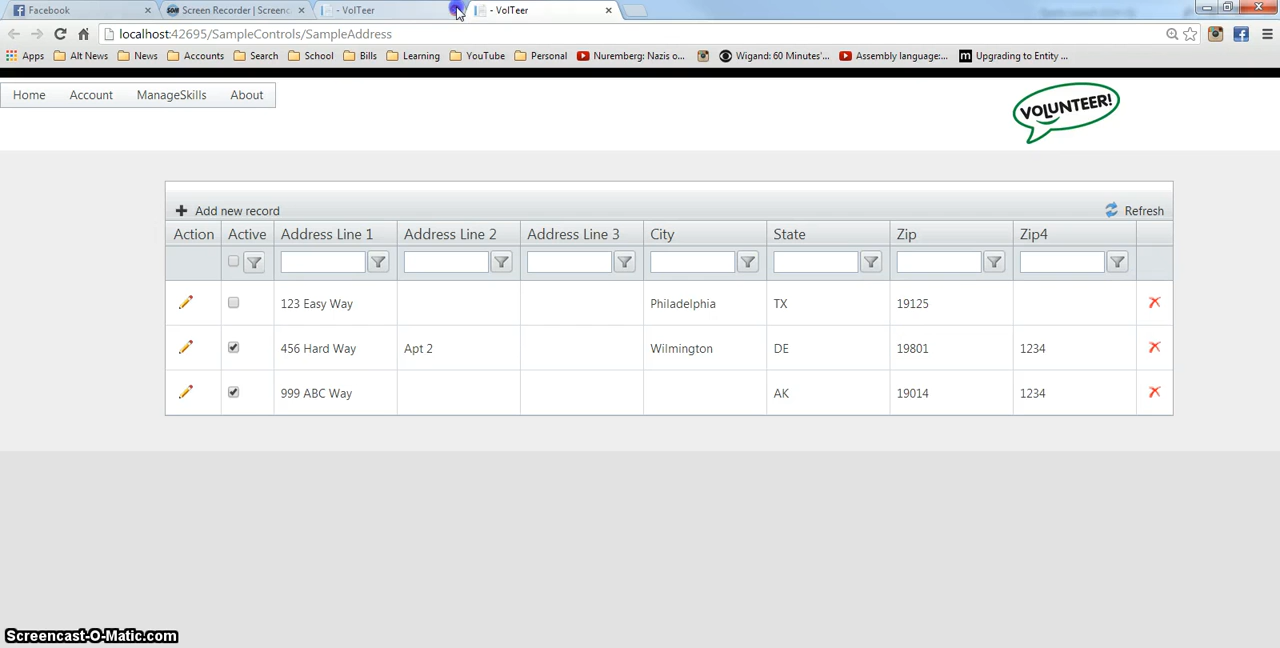 Facebook
Screen Recorder | Screenc
- VolTeer
- VolTeer
localhost:42695/SampleControls/SampleAddress
Apps Alt News News Accounts Search School Bills Learning YouTube Personal Nuremberg: Nazis o... Wigand: 60 Minutes'... Assembly language:... Upgrading to Entity ...
Home Account ManageSkills About
VOLUNTEER!
Add new record Refresh
Action Active Address Line 1 Address Line 2 Address Line 3 City State Zip Zip4
123 Easy Way Philadelphia TX 19125
456 Hard Way Apt 2 Wilmington DE 19801 1234
999 ABC Way AK 19014 1234
Screencast-O-Matic.com